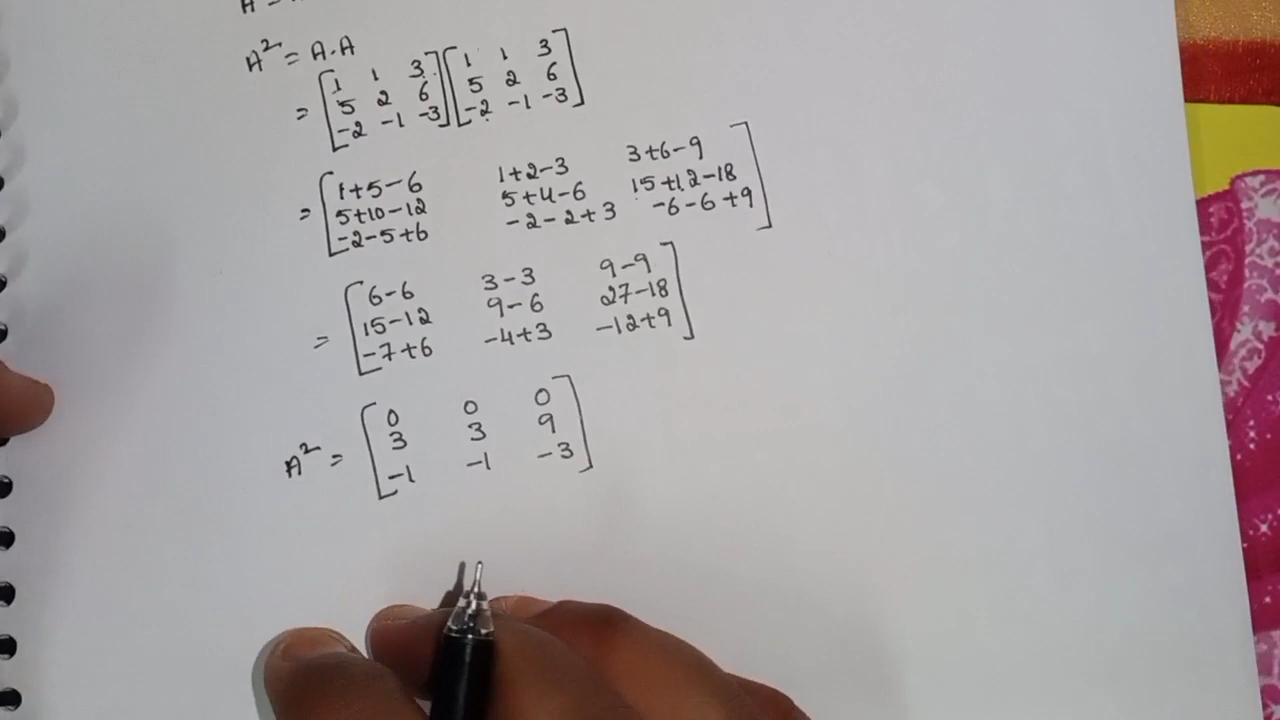 A² = A.A
= [1 1 3] [1 1 3]
[5 2 6] [5 2 6]
[-2 -1 -3] [-2 -1 -3]
= [1+5-6 1+2-3 3+6-9]
[5+10-12 5+4-6 15+12-18]
[-2-5+6 -2-2+3 -6-6+9]
= [6-6 3-3 9-9]
[15-12 9-6 27-18]
[-7+6 -4+3 -12+9]
A² = [0 0 0]
[3 3 9]
[-1 -1 -3]